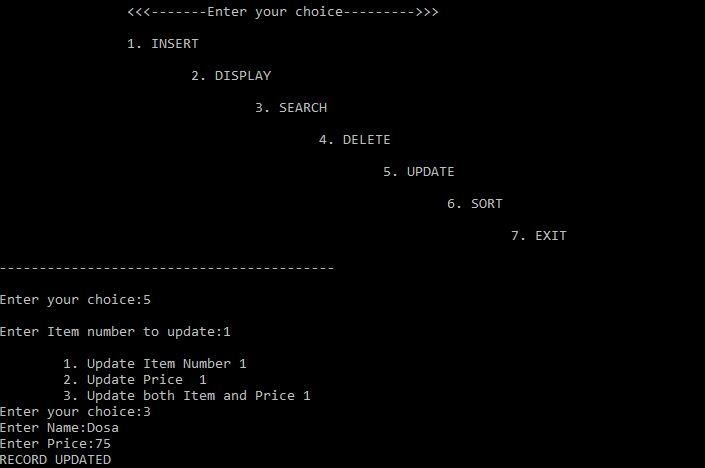 <<<-------Enter your choice--------->>>
1. INSERT
2. DISPLAY
3. SEARCH
4. DELETE
5. UPDATE
6. SORT
7. EXIT
------------------------------------------
Enter your choice:5
Enter Item number to update:1
1. Update Item Number 1
2. Update Price  1
3. Update both Item and Price 1
Enter your choice:3
Enter Name:Dosa
Enter Price:75
RECORD UPDATED